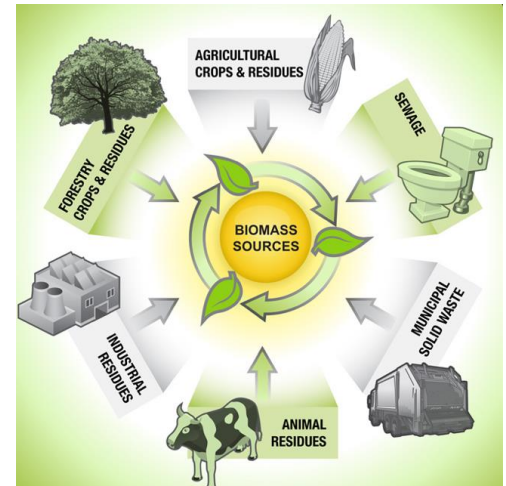 AGRICULTURAL
CROPS & RESIDUES
SEWAGE
MUNICIPAL
SOLID WASTE
ANIMAL
RESIDUES
INDUSTRIAL
RESIDUES
FORESTRY
CROPS & RESIDUES
BIOMASS
SOURCES